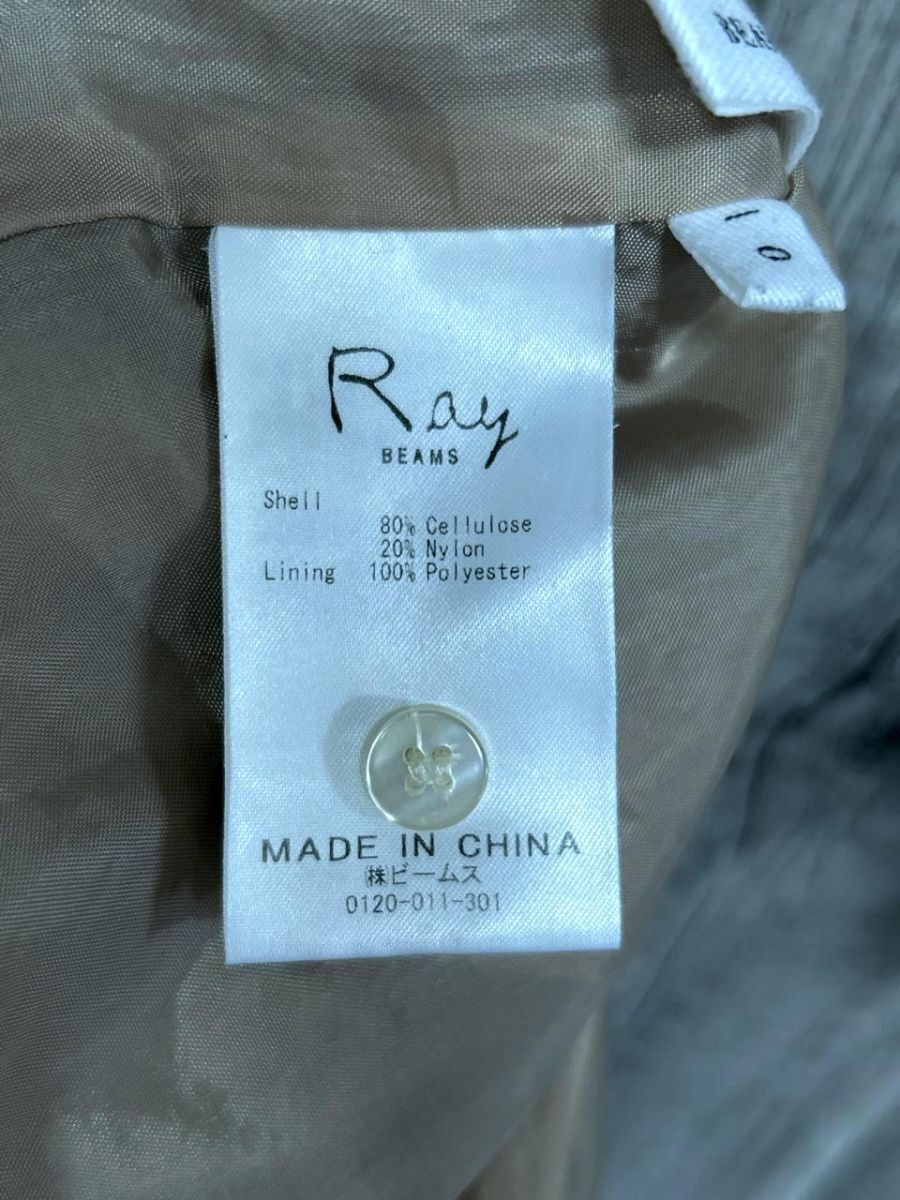 Ray
BEAMS
Shell
80% Cellulose
20% Nylon
Lining 100% Polyester
MADE IN CHINA
㈱ビームス
0120-011-301
0